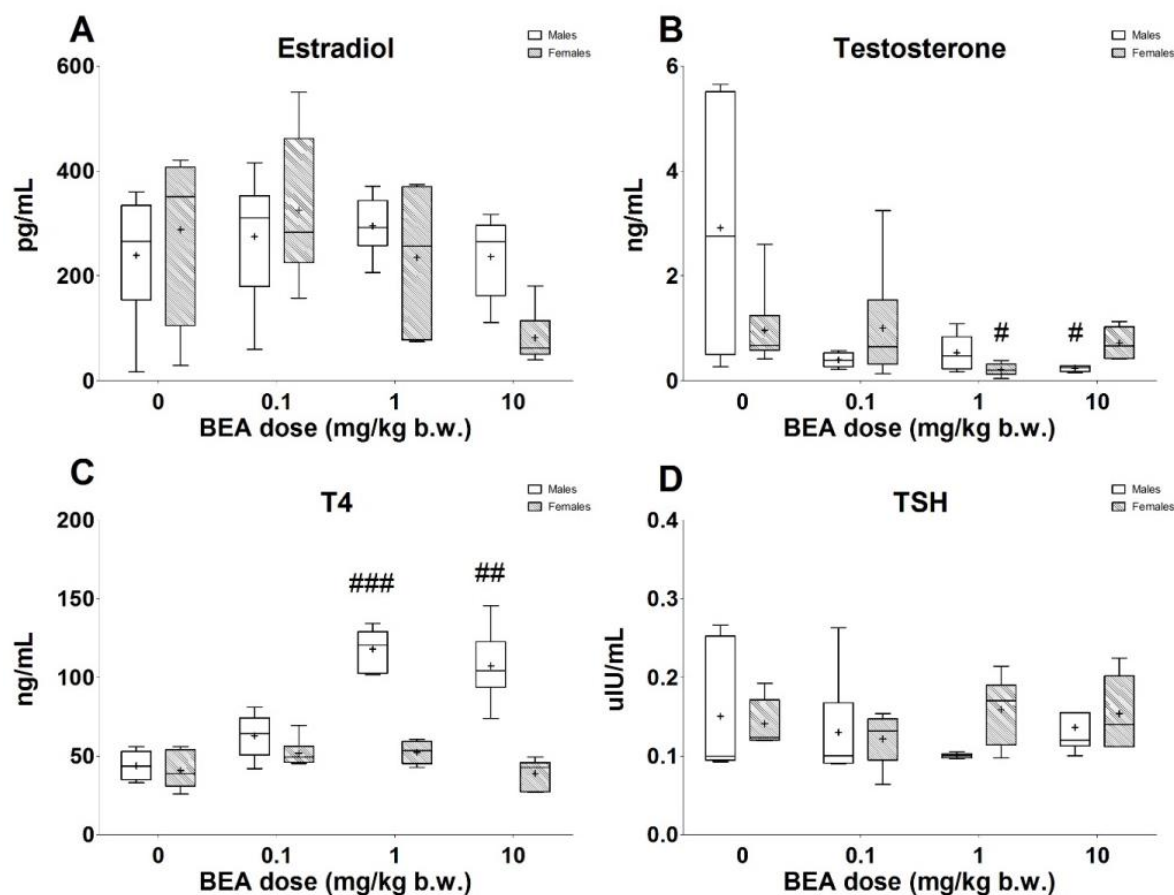 A
Estradiol
Males
Females
600
400
200
0
pg/mL
0 0.1 1 10
BEA dose (mg/kg b.w.)
B
Testosterone
Males
Females
6
4
2
0
ng/mL
# #
0 0.1 1 10
BEA dose (mg/kg b.w.)
C
T4
Males
Females
200
150
100
50
0
ng/mL
### ##
0 0.1 1 10
BEA dose (mg/kg b.w.)
D
TSH
Males
Females
0.4
0.3
0.2
0.1
0.0
uIU/mL
0 0.1 1 10
BEA dose (mg/kg b.w.)